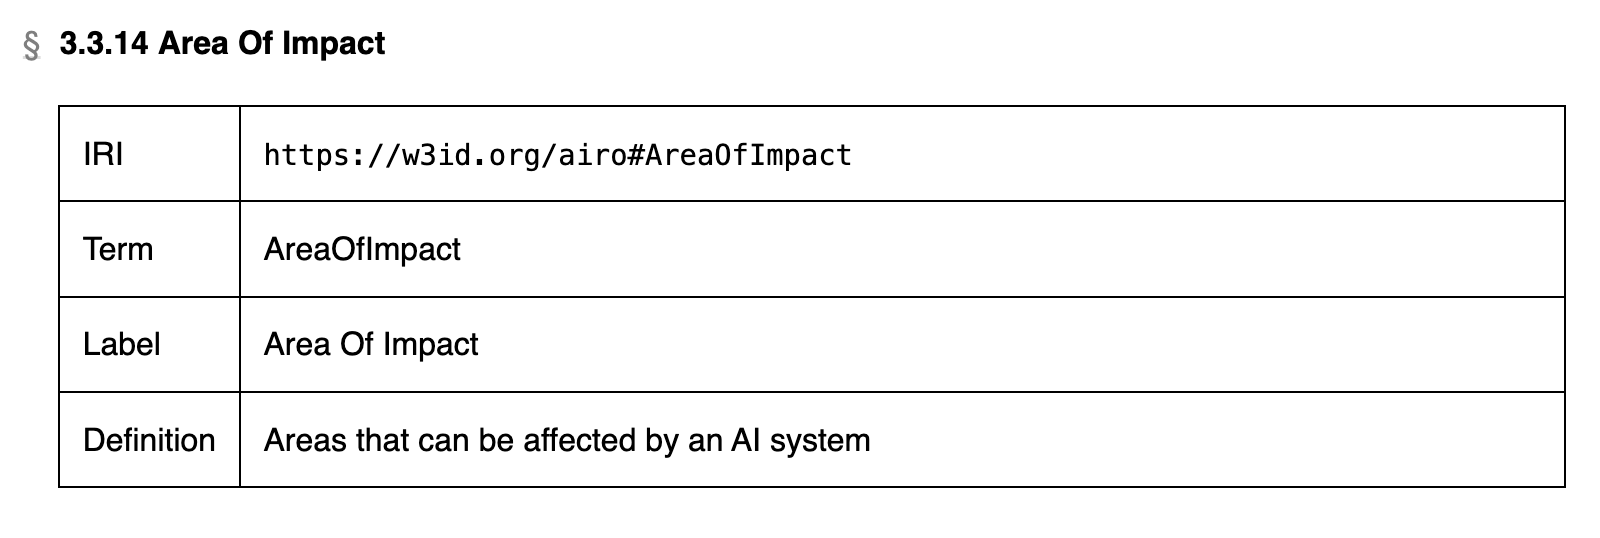 § 3.3.14 Area Of Impact
IRI https://w3id.org/airo#AreaOfImpact
Term AreaOfImpact
Label Area Of Impact
Definition Areas that can be affected by an AI system